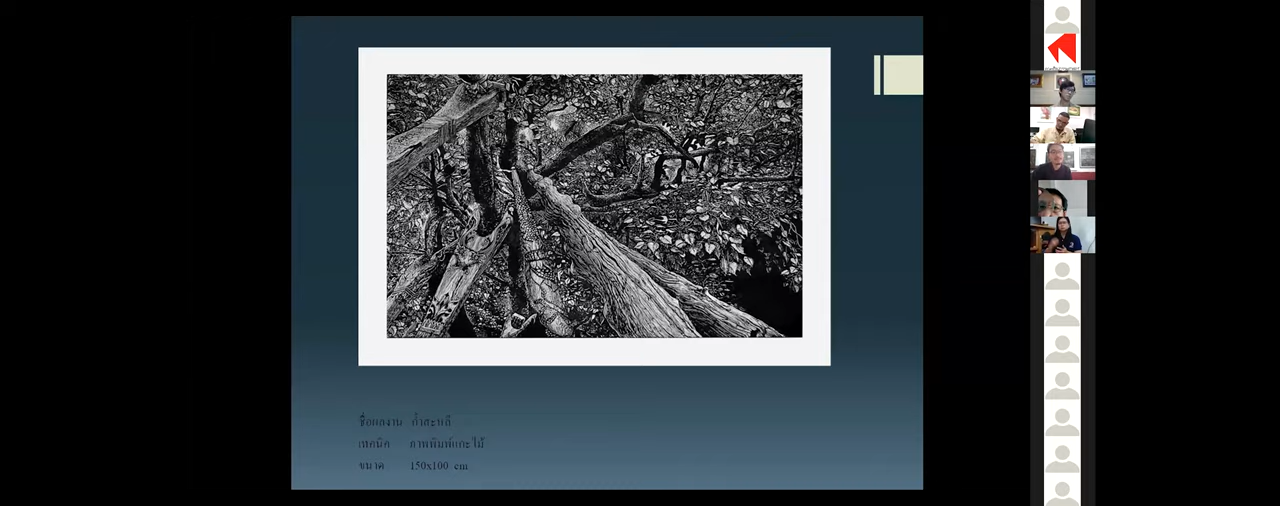 ชื่อผลงาน ก๋ำสะหลี
เทคนิค ภาพพิมพ์แกะไม้
ขนาด 150x100 cm